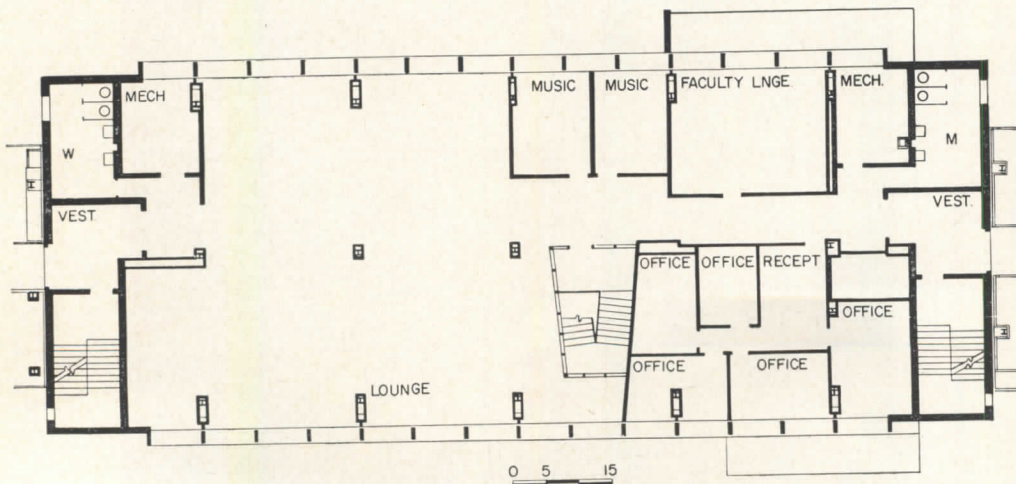 MECH
MUSIC
MUSIC
FACULTY LNGE.
MECH.
W
M
VEST.
VEST.
OFFICE
OFFICE
RECEPT
OFFICE
OFFICE
OFFICE
LOUNGE
0 5 15